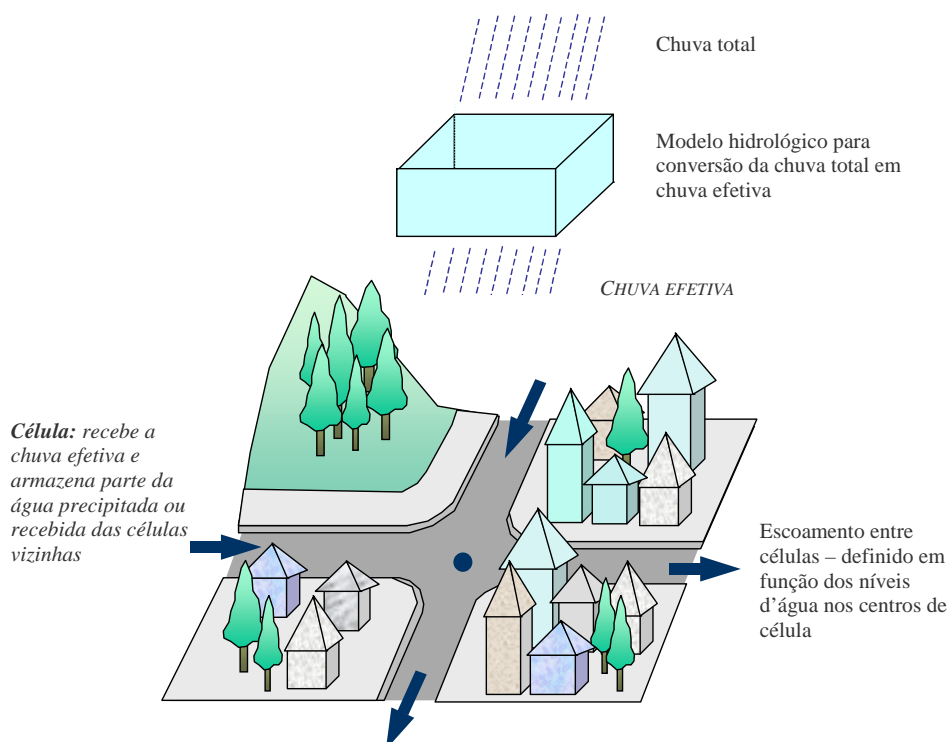 Chuva total
Modelo hidrológico para
conversão da chuva total em
chuva efetiva
CHUVA EFETIVA
Célula: recebe a
chuva efetiva e
armazena parte da
água precipitada ou
recebida das células
vizinhas
Escoamento entre
células – definido em
função dos níveis
d’água nos centros de
célula